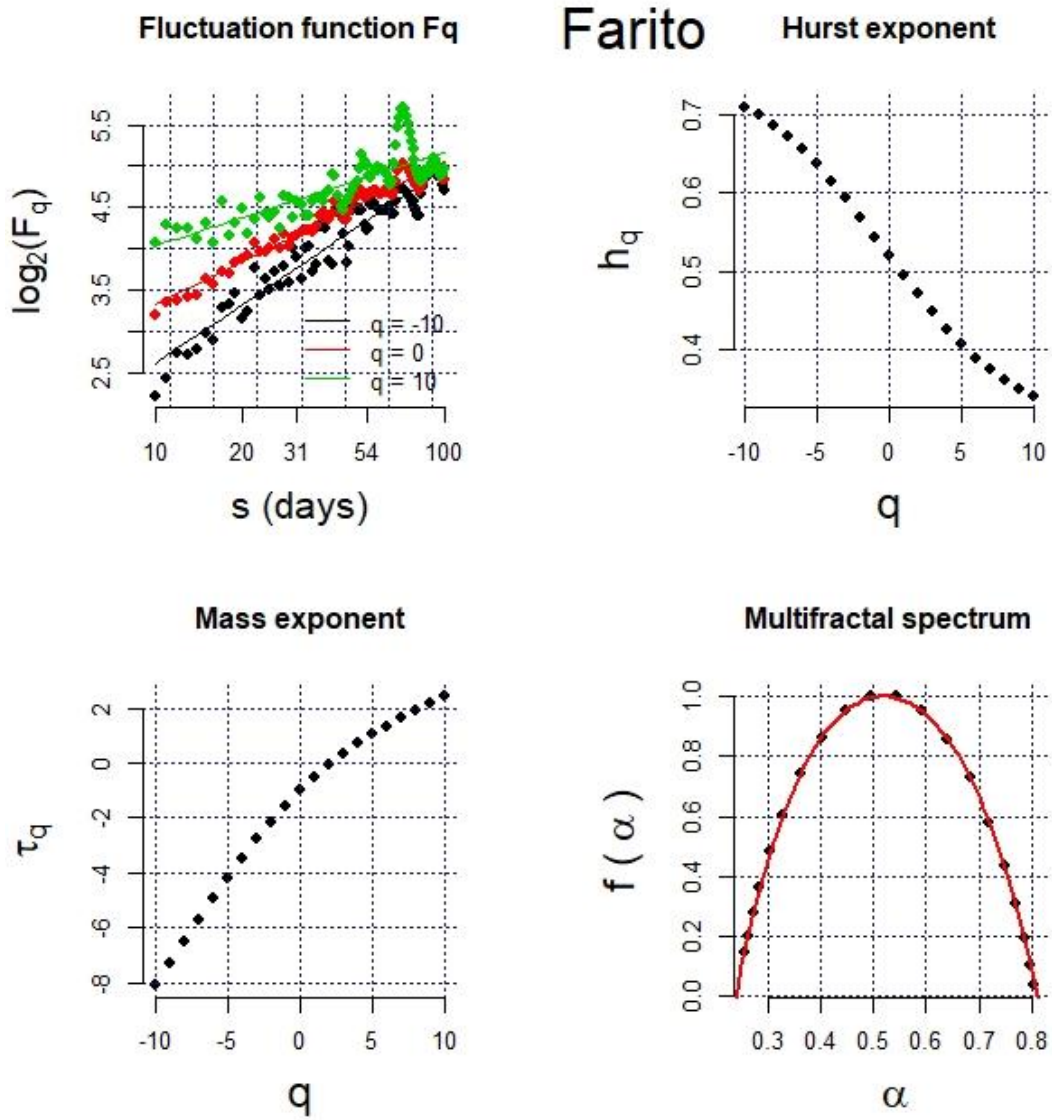 Farito
Fluctuation function Fq
log2(Fq)
5.5
4.5
3.5
2.5
q = -10
q = 0
q = 10
10 20 31 54 100
s (days)
Hurst exponent
hq
0.7
0.6
0.5
0.4
-10 -5 0 5 10
q
Mass exponent
τq
2
0
-2
-4
-6
-8
-10 -5 0 5 10
q
Multifractal spectrum
f ( α )
1.0
0.8
0.6
0.4
0.2
0.0
0.3 0.4 0.5 0.6 0.7 0.8
α